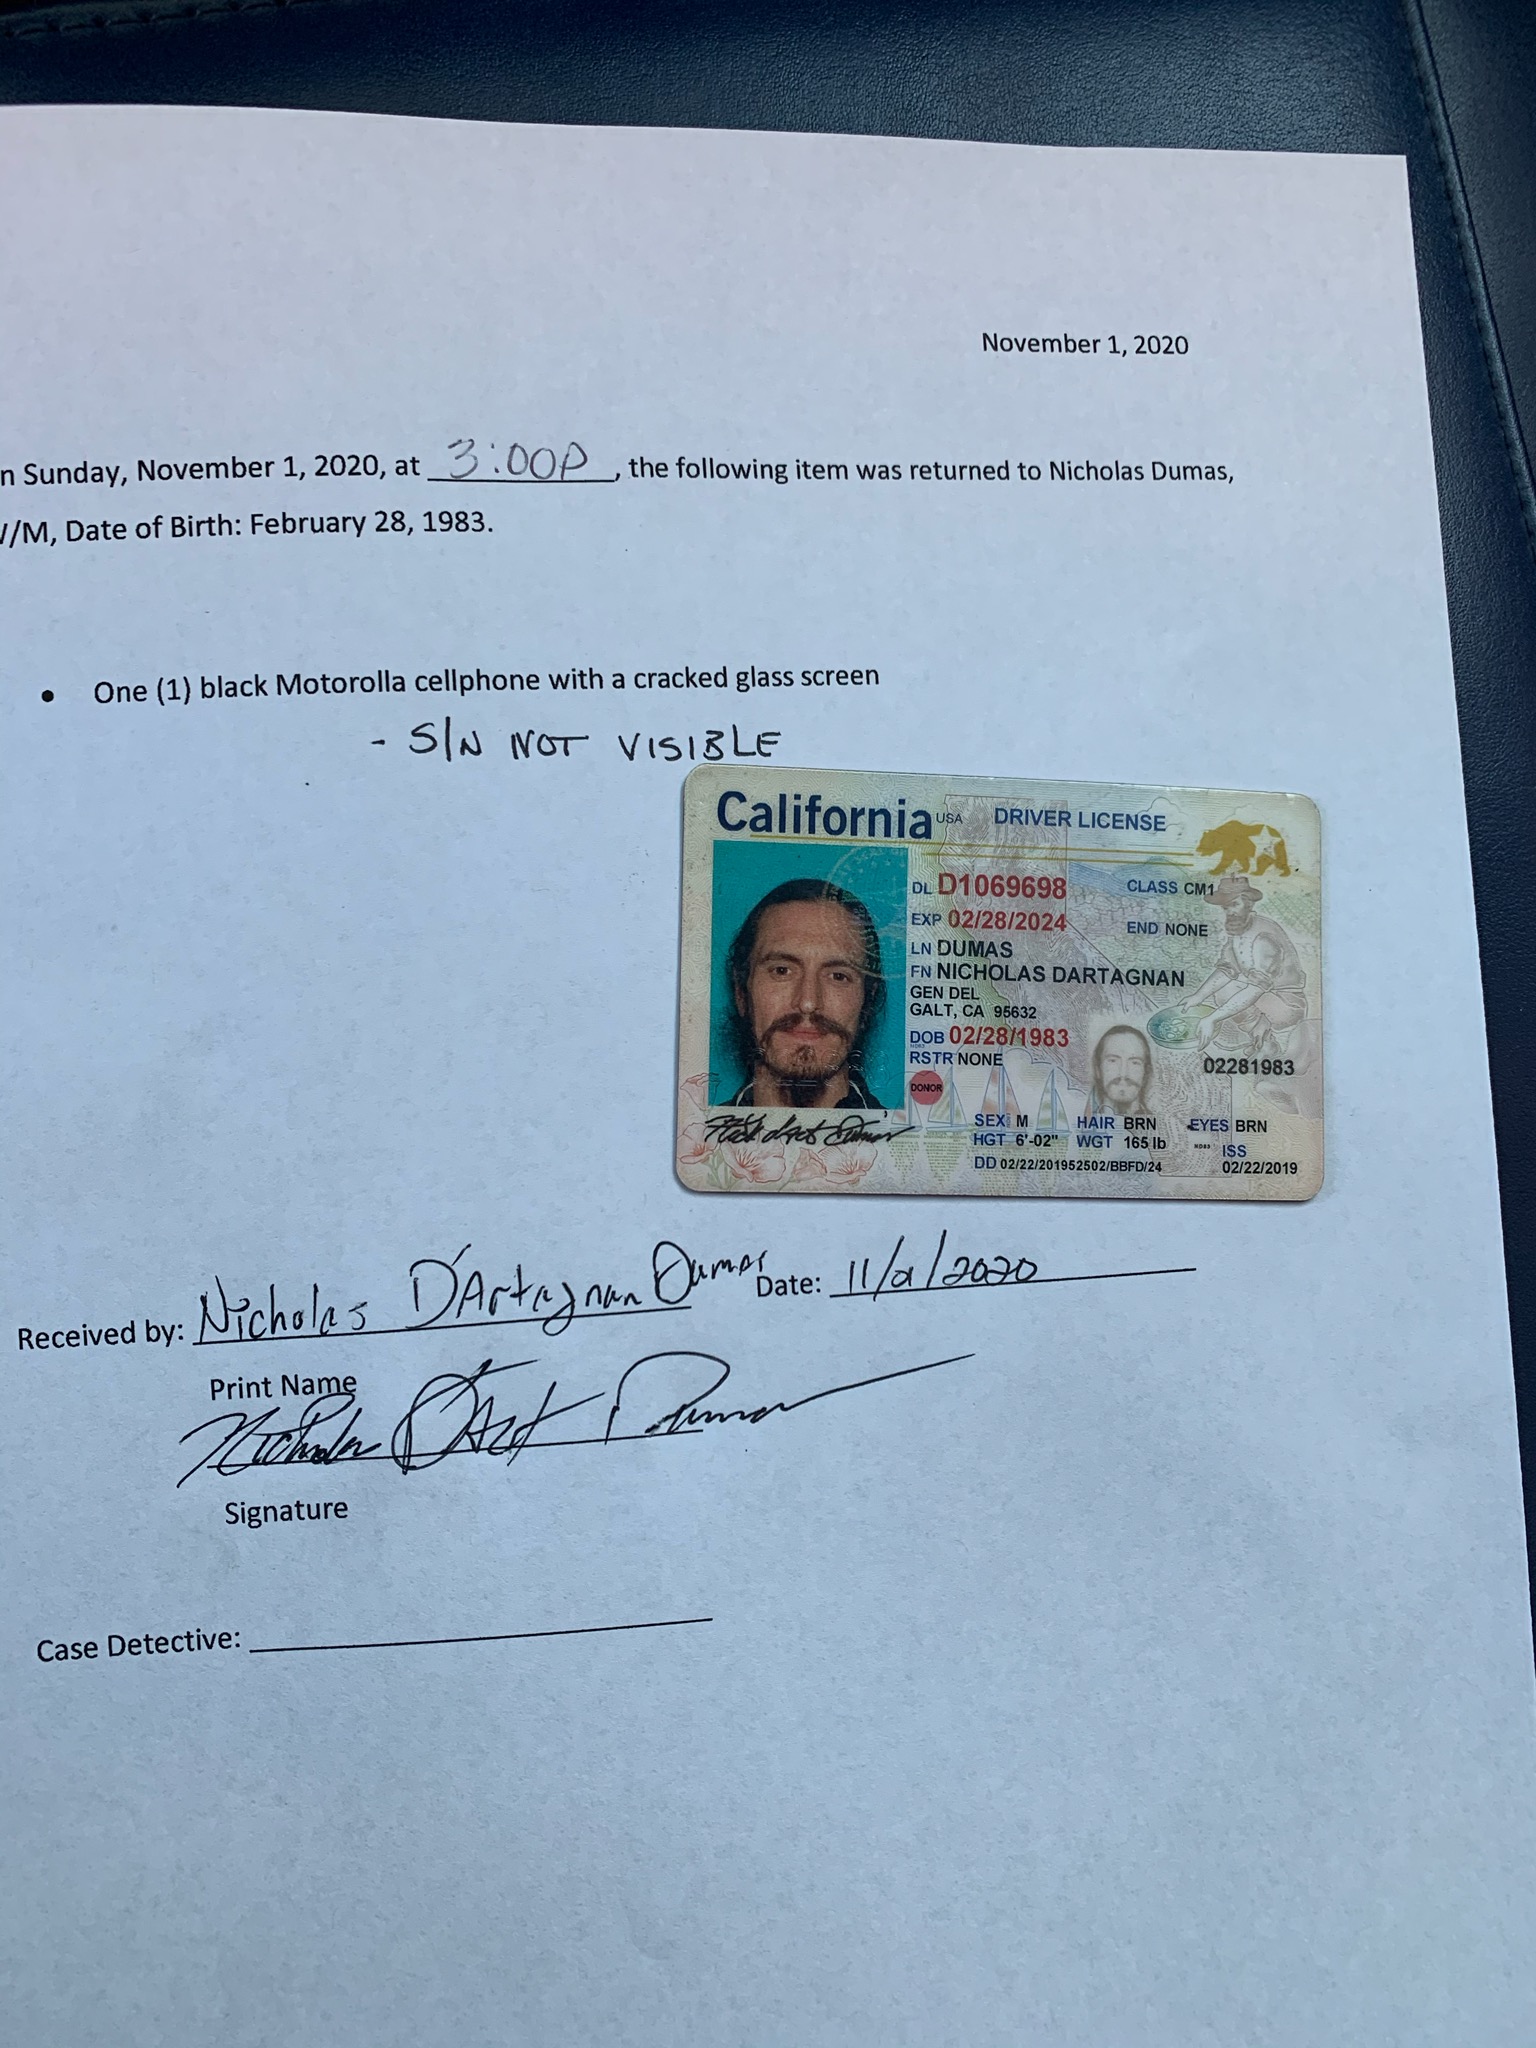 November 1, 2020
n Sunday, November 1, 2020, at 3:00P, the following item was returned to Nicholas Dumas,
/M, Date of Birth: February 28, 1983.
• One (1) black Motorolla cellphone with a cracked glass screen
- S/N NOT VISIBLE
California USA DRIVER LICENSE
DL D1069698 CLASS CM1
EXP 02/28/2024 END NONE
LN DUMAS
FN NICHOLAS DARTAGNAN
GEN DEL
GALT, CA 95632
DOB 02/28/1983
RSTR NONE
02281983
DONOR
SEX M HAIR BRN EYES BRN
HGT 6'-02" WGT 165 lb ISS
DD 02/22/201952502/BBFD/24 02/22/2019
Received by: Nicholas D'Artagnan Dumas Date: 11/01/2020
Print Name
Nicholas D'Art Dumas
Signature
Case Detective: